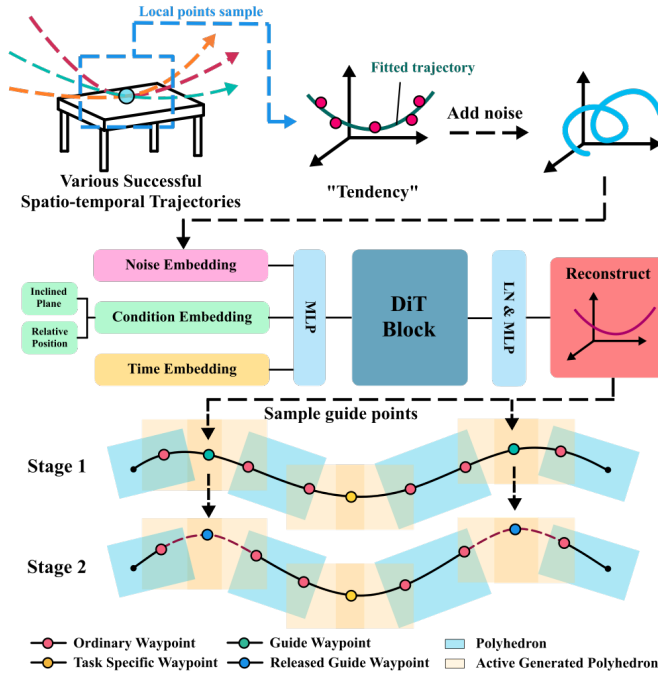 Local points sample
Fitted trajectory
Add noise
Various Successful
Spatio-temporal Trajectories
"Tendency"
Noise Embedding
Inclined
Plane
Condition Embedding
Relative
Position
Time Embedding
MLP
DiT
Block
LN & MLP
Reconstruct
Sample guide points
Stage 1
Stage 2
Ordinary Waypoint
Guide Waypoint
Polyhedron
Task Specific Waypoint
Released Guide Waypoint
Active Generated Polyhedron